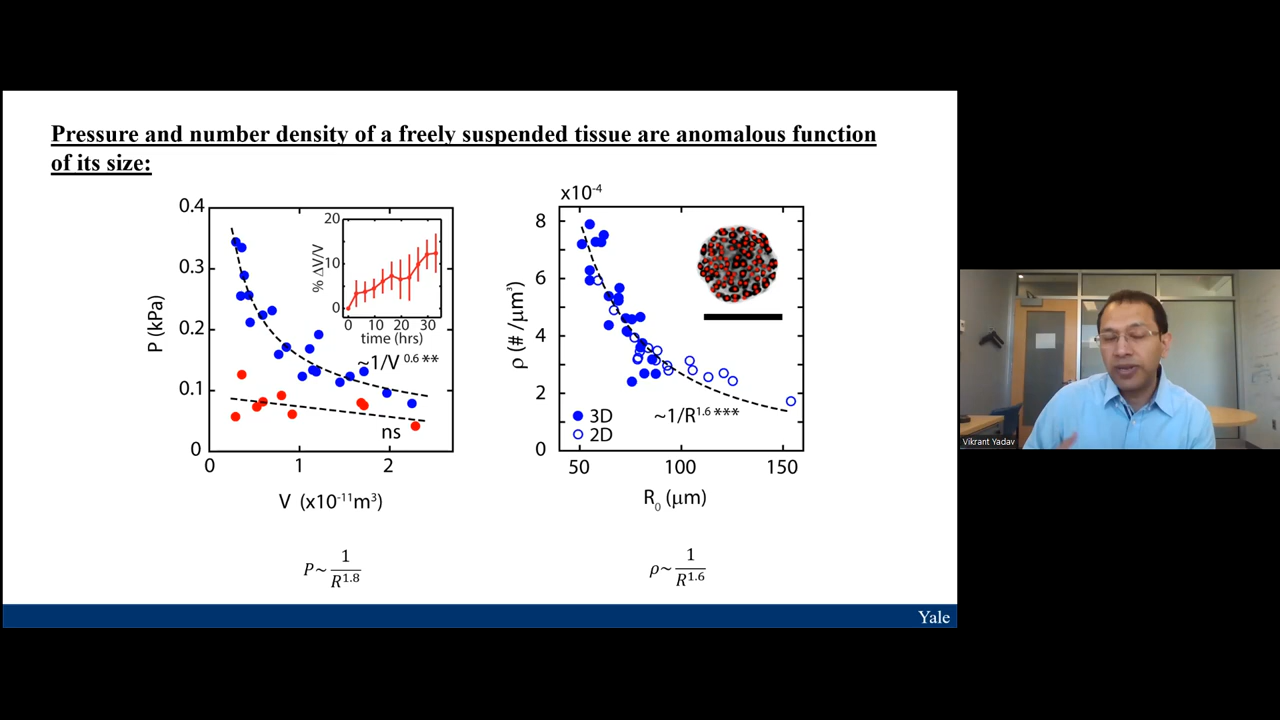 Pressure and number density of a freely suspended tissue are anomalous function
of its size:
0.4
0.3
0.2
0.1
0
P (kPa)
0
1
2
V (x10⁻¹¹m³)
20
10
0
% ΔV/V
0
10
20
30
time (hrs)
~1/V 0.6 **
ns
x10⁻⁴
8
6
4
2
0
ρ (# /μm³)
50
100
150
R₀ (μm)
3D
2D
~1/R¹·⁶ ***
P~ 1/R¹·⁸
ρ~ 1/R¹·⁶
Yale
Vikrant Yadav